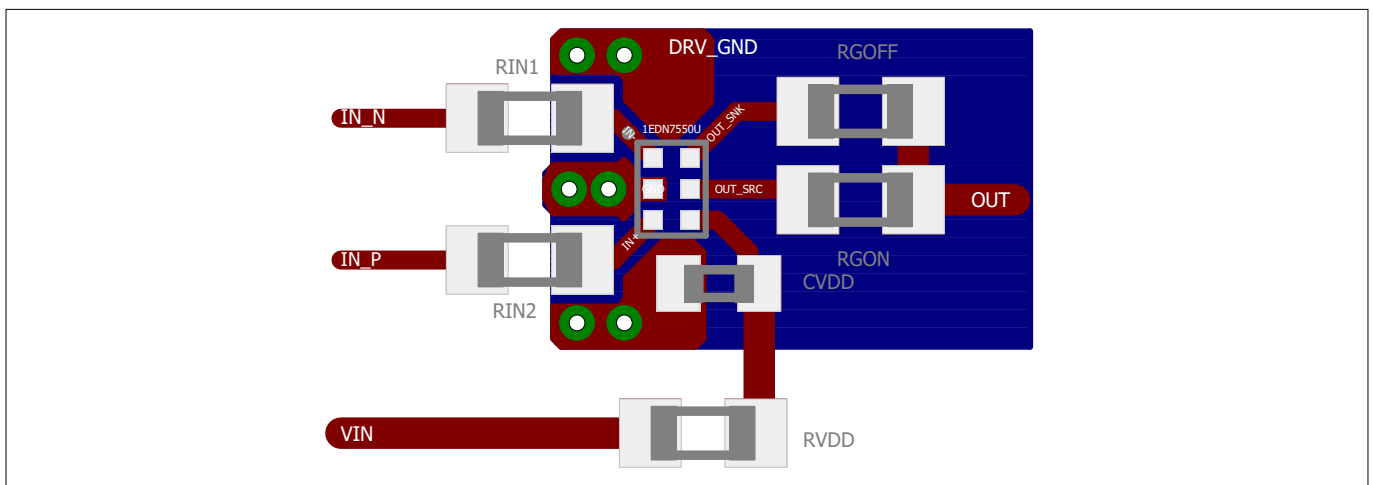 DRV_GND
RGOFF
RIN1
IN_N
1EDN7550U
OUT_SNK
IN-
GND
OUT_SRC
OUT
IN+
IN_P
RGON
CVDD
RIN2
VIN
RVDD